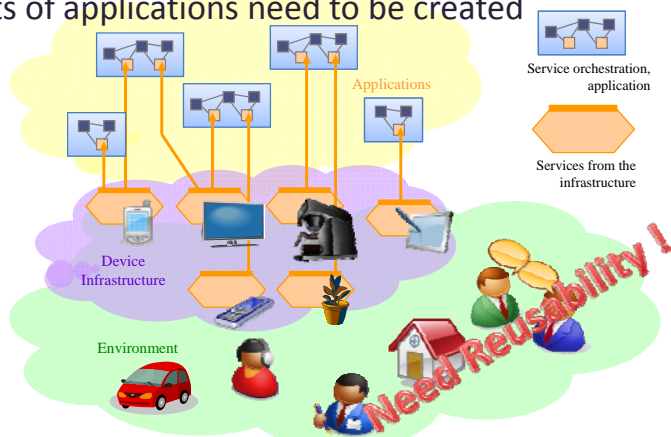 ts of applications need to be created
Applications
Service orchestration,
application
Services from the
infrastructure
Device
Infrastructure
Environment
Need Reusability !